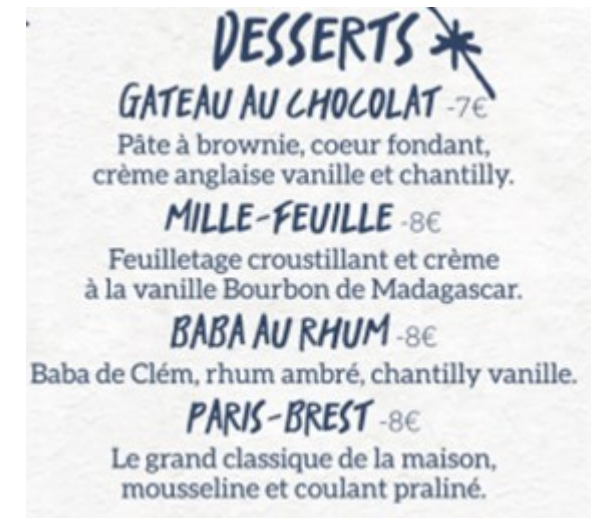 DESSERTS
GATEAU AU CHOCOLAT -7€
Pâte à brownie, coeur fondant,
crème anglaise vanille et chantilly.
MILLE-FEUILLE -8€
Feuilletage croustillant et crème
à la vanille Bourbon de Madagascar.
BABA AU RHUM -8€
Baba de Clém, rhum ambré, chantilly vanille.
PARIS-BREST -8€
Le grand classique de la maison,
mousseline et coulant praliné.